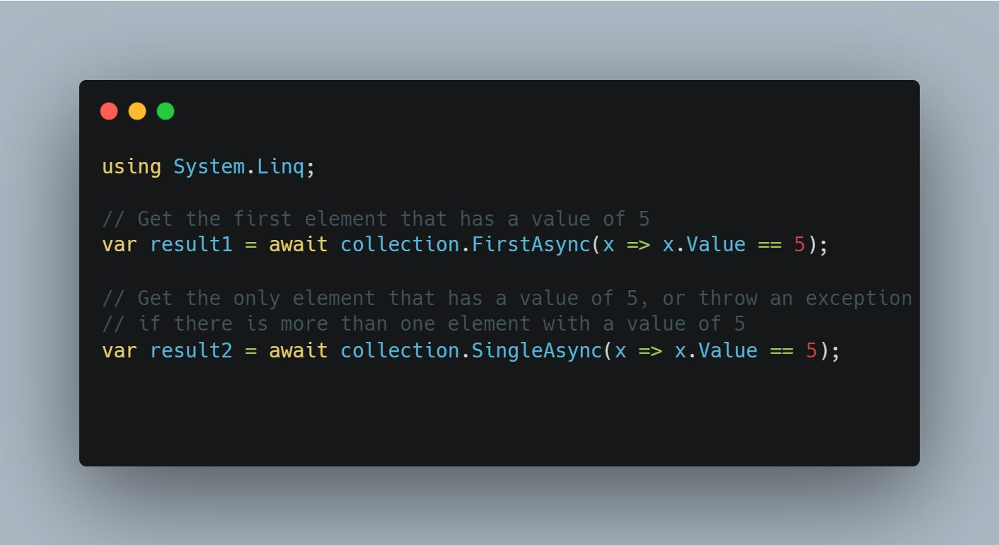 using System.Linq;
// Get the first element that has a value of 5
var result1 = await collection.FirstAsync(x => x.Value == 5);
// Get the only element that has a value of 5, or throw an exception
// if there is more than one element with a value of 5
var result2 = await collection.SingleAsync(x => x.Value == 5);